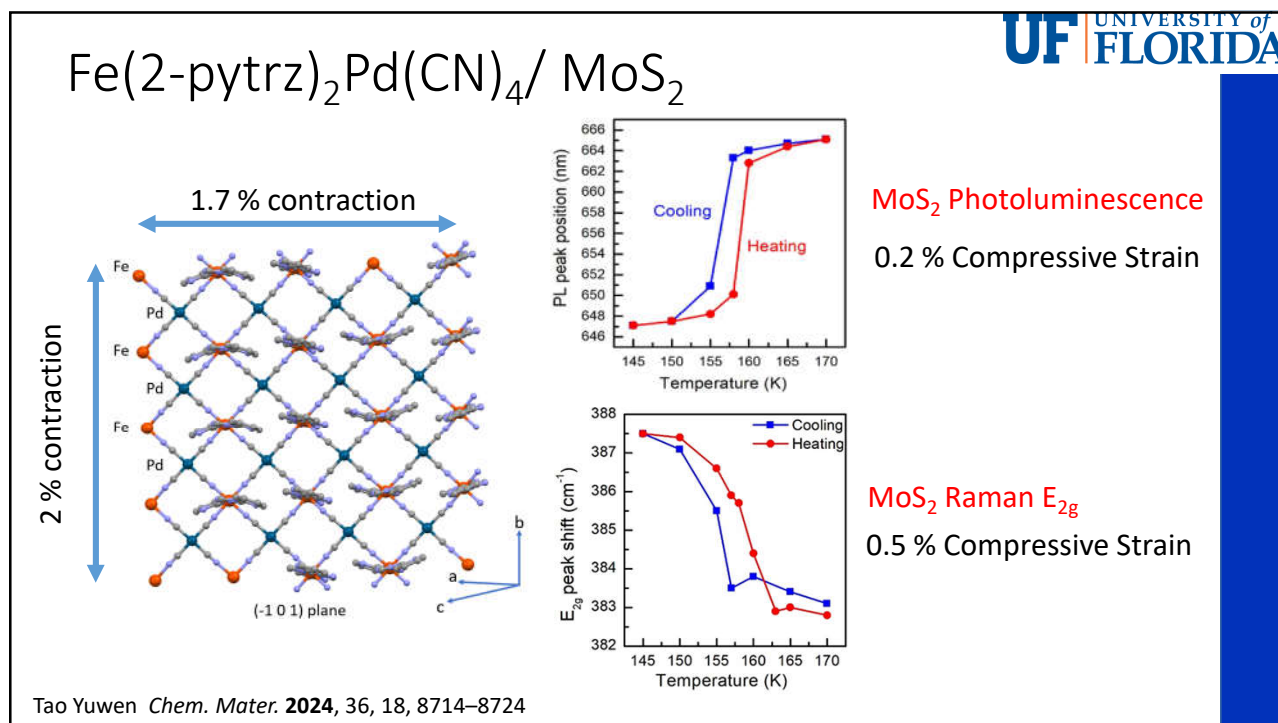 UF UNIVERSITY of
FLORIDA
Fe(2-pytrz)₂Pd(CN)₄/ MoS₂
1.7 % contraction
2 % contraction
Fe
Pd
Fe
Pd
Fe
Pd
b
a
c
(-1 0 1) plane
PL peak position (nm)
666
664
662
660
658
656
654
652
650
648
646
Cooling
Heating
145 150 155 160 165 170
Temperature (K)
MoS₂ Photoluminescence
0.2 % Compressive Strain
E₂g peak shift (cm⁻¹)
388
387
386
385
384
383
382
Cooling
Heating
145 150 155 160 165 170
Temperature (K)
MoS₂ Raman E₂g
0.5 % Compressive Strain
Tao Yuwen Chem. Mater. 2024, 36, 18, 8714–8724